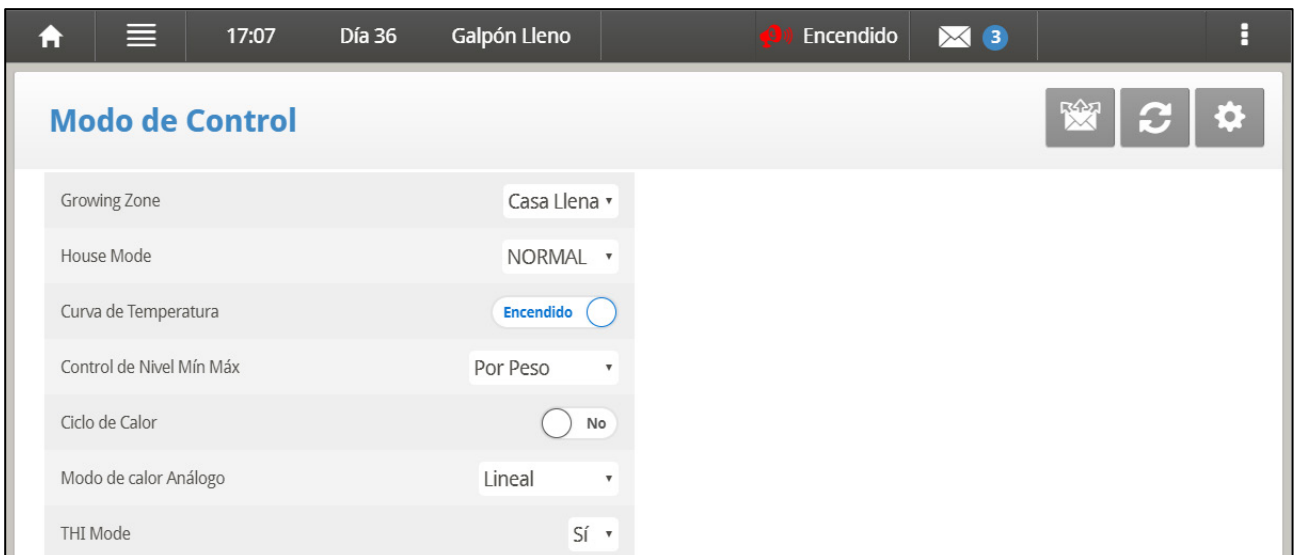 17:07 Día 36 Galpón Lleno Encendido 3
Modo de Control
Growing Zone Casa Llena
House Mode NORMAL
Curva de Temperatura Encendido
Control de Nivel Mín Máx Por Peso
Ciclo de Calor No
Modo de calor Análogo Lineal
THI Mode Sí